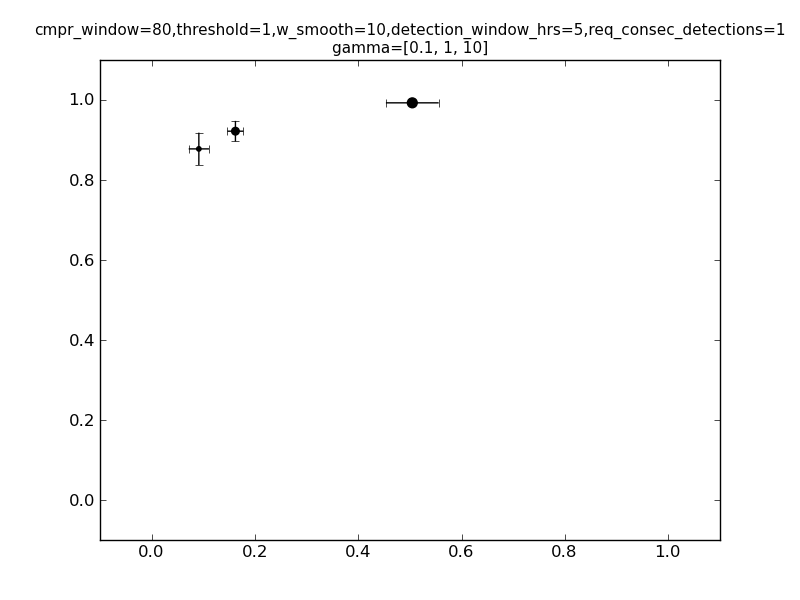 cmpr_window=80,threshold=1,w_smooth=10,detection_window_hrs=5,req_consec_detections=1
gamma=[0.1, 1, 10]
1.0
0.8
0.6
0.4
0.2
0.0
0.0 0.2 0.4 0.6 0.8 1.0